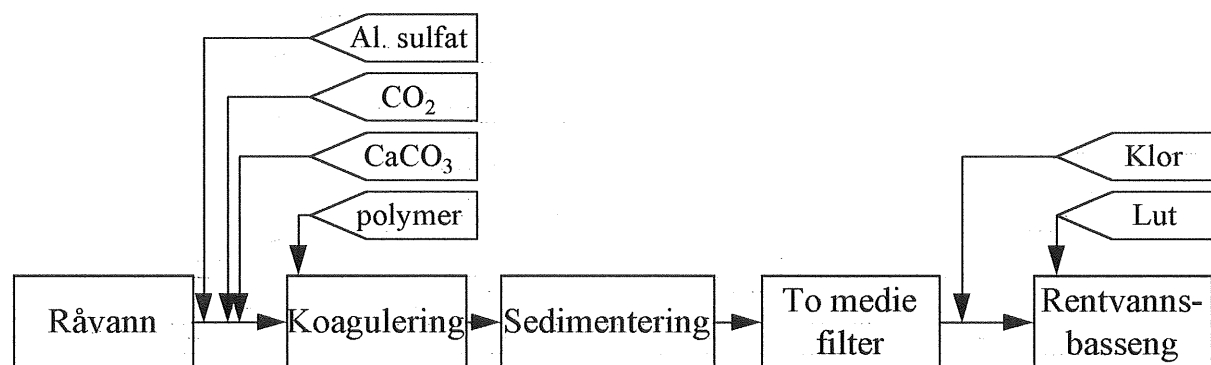 Al. sulfat
CO₂
CaCO₃
Klor
polymer
Lut
Råvann
Koagulering
Sedimentering
To medie
filter
Rentvanns-
basseng